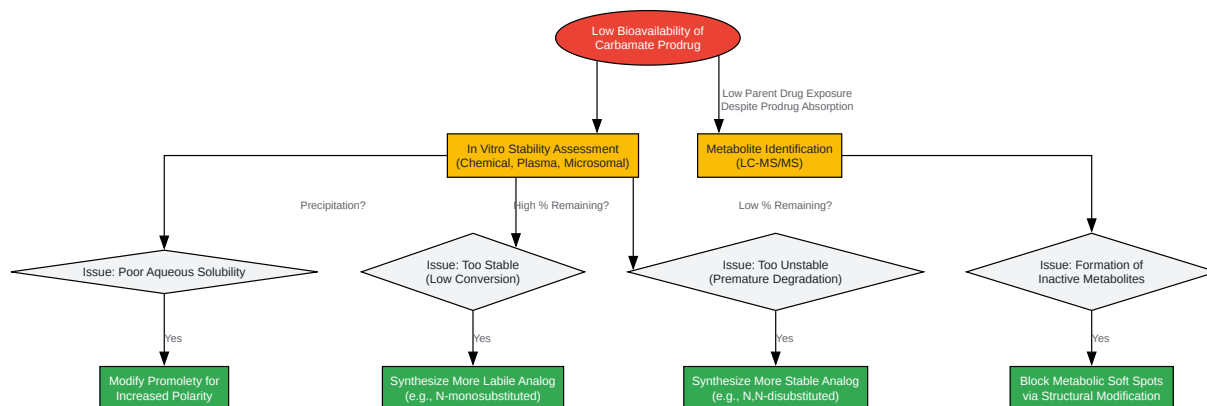 Low Bioavailability of
Carbamate Prodrug
Low Parent Drug Exposure
Despite Prodrug Absorption
In Vitro Stability Assessment
(Chemical, Plasma, Microsomal)
Metabolite Identification
(LC-MS/MS)
Precipitation?
High % Remaining?
Low % Remaining?
Issue: Poor Aqueous Solubility
Issue: Too Stable
(Low Conversion)
Issue: Too Unstable
(Premature Degradation)
Issue: Formation of
Inactive Metabolites
Yes
Yes
Yes
Yes
Modify Promolety for
Increased Polarity
Synthesize More Labile Analog
(e.g., N-monosubstituted)
Synthesize More Stable Analog
(e.g., N,N-disubstituted)
Block Metabolic Soft Spots
via Structural Modification